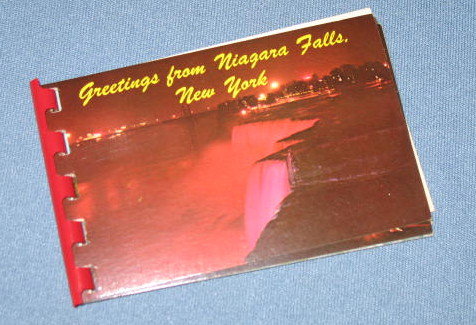 Greetings from Niagara Falls,
New York